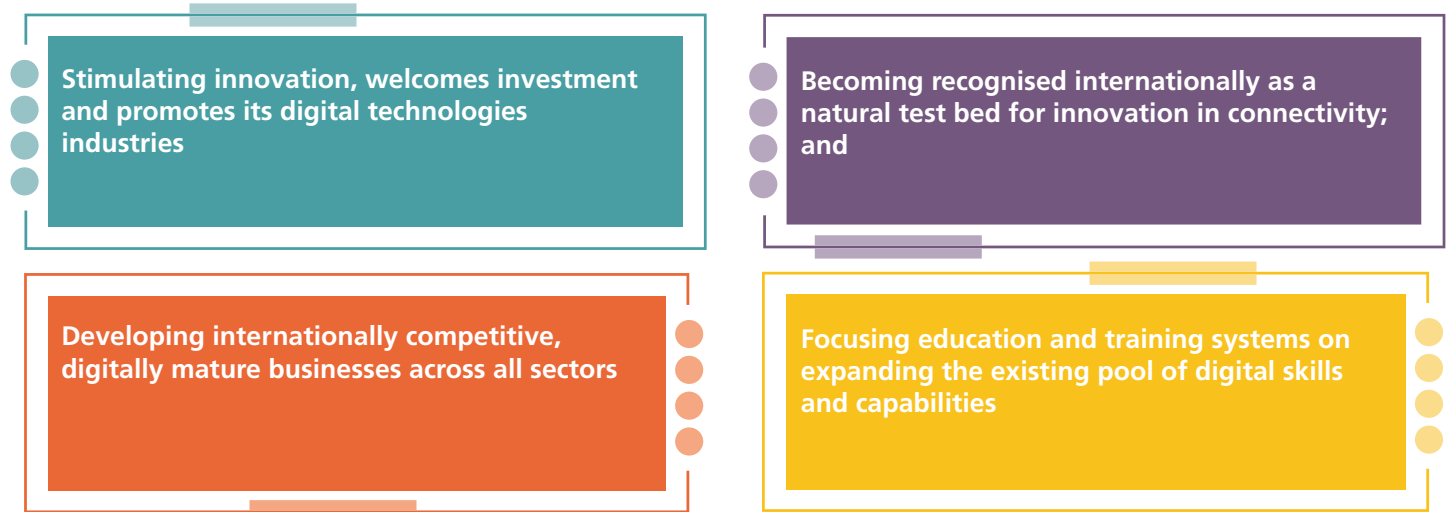 Stimulating innovation, welcomes investment
and promotes its digital technologies
industries
Becoming recognised internationally as a
natural test bed for innovation in connectivity;
and
Developing internationally competitive,
digitally mature businesses across all sectors
Focusing education and training systems on
expanding the existing pool of digital skills
and capabilities